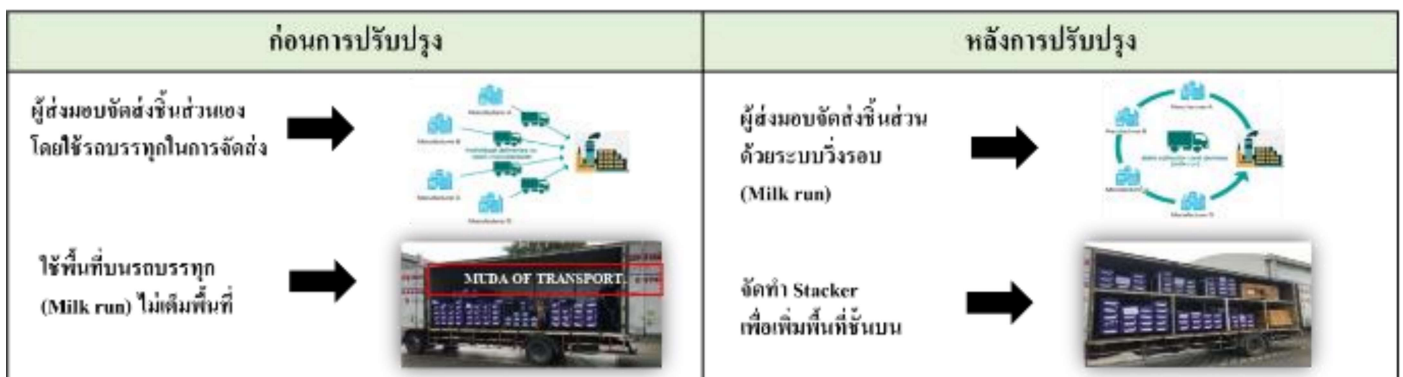 ก่อนการปรับปรุง
หลังการปรับปรุง
ผู้ส่งมอบจัดส่งชิ้นส่วนเอง
โดยใช้รถบรรทุกในการจัดส่ง
ผู้ส่งมอบจัดส่งชิ้นส่วน
ด้วยระบบวิ่งรอบ
(Milk run)
ใช้พื้นที่บนรถบรรทุก
(Milk run) ไม่เต็มพื้นที่
MUDA OF TRANSPORT
จัดทำ Stacker
เพื่อเพิ่มพื้นที่ชั้นบน